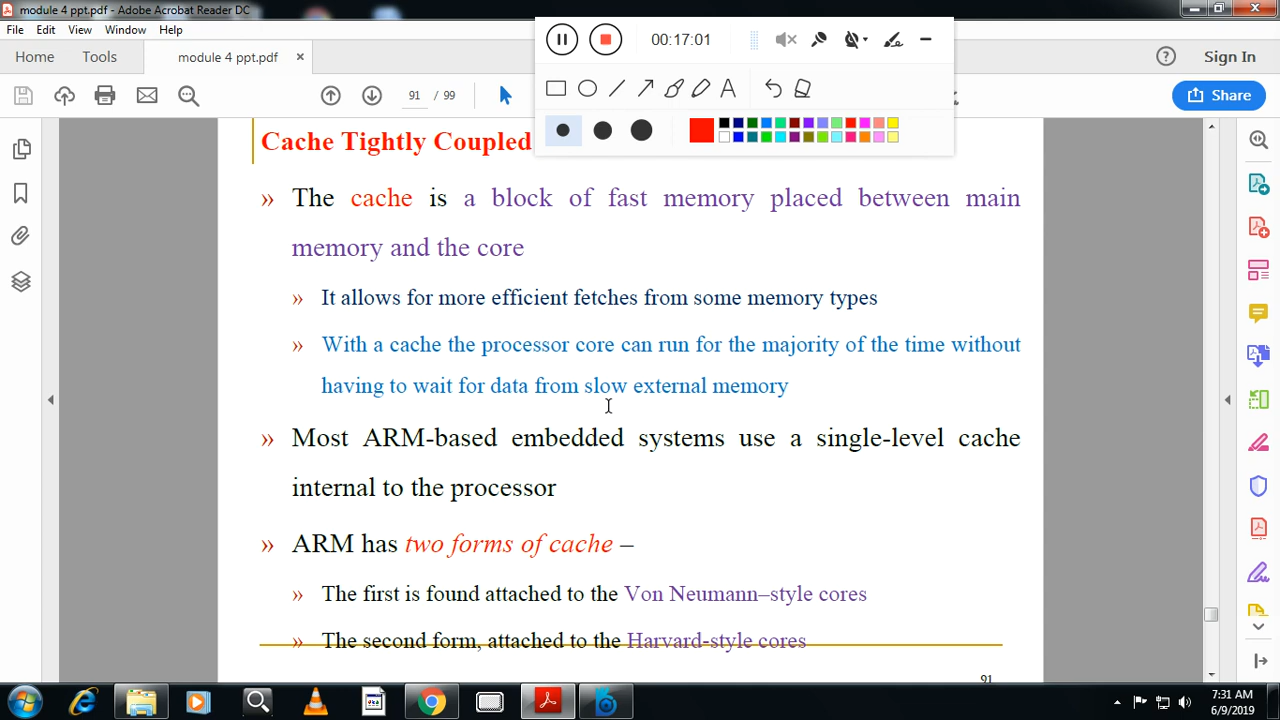 module 4 ppt.pdf - Adobe Acrobat Reader DC
File Edit View Window Help
00:17:01
Home Tools module 4 ppt.pdf × Sign In
91 / 99
Share
Cache Tightly Coupled
» The cache is a block of fast memory placed between main
memory and the core
» It allows for more efficient fetches from some memory types
» With a cache the processor core can run for the majority of the time without
having to wait for data from slow external memory
» Most ARM-based embedded systems use a single-level cache
internal to the processor
» ARM has two forms of cache –
» The first is found attached to the Von Neumann–style cores
» The second form, attached to the Harvard-style cores
91
7:31 AM
6/9/2019